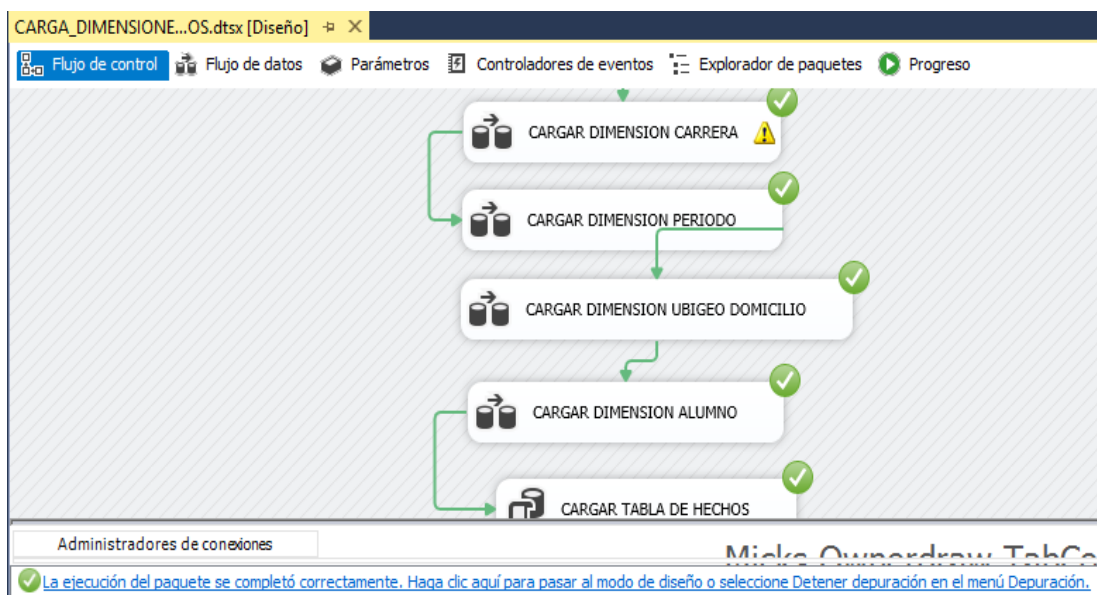 CARGA_DIMENSIONE...OS.dtsx [Diseño]
Flujo de control Flujo de datos Parámetros Controladores de eventos Explorador de paquetes Progreso
CARGAR DIMENSION CARRERA
CARGAR DIMENSION PERIODO
CARGAR DIMENSION UBIGEO DOMICILIO
CARGAR DIMENSION ALUMNO
CARGAR TABLA DE HECHOS
Administradores de conexiones
Micks Ownerdraw TabCo
La ejecución del paquete se completó correctamente. Haga clic aquí para pasar al modo de diseño o seleccione Detener depuración en el menú Depuración.